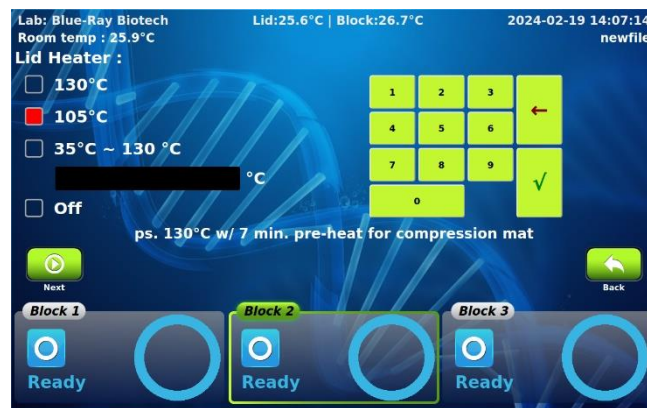 Lab: Blue-Ray Biotech
Lid:25.6°C | Block:26.7°C
2024-02-19 14:07:14
Room temp : 25.9°C
newfile
Lid Heater :
130°C
105°C
35°C ~ 130 °C
°C
Off
1 2 3 ←
4 5 6
7 8 9 √
0
ps. 130°C w/ 7 min. pre-heat for compression mat
Next
Back
Block 1
Block 2
Block 3
Ready
Ready
Ready